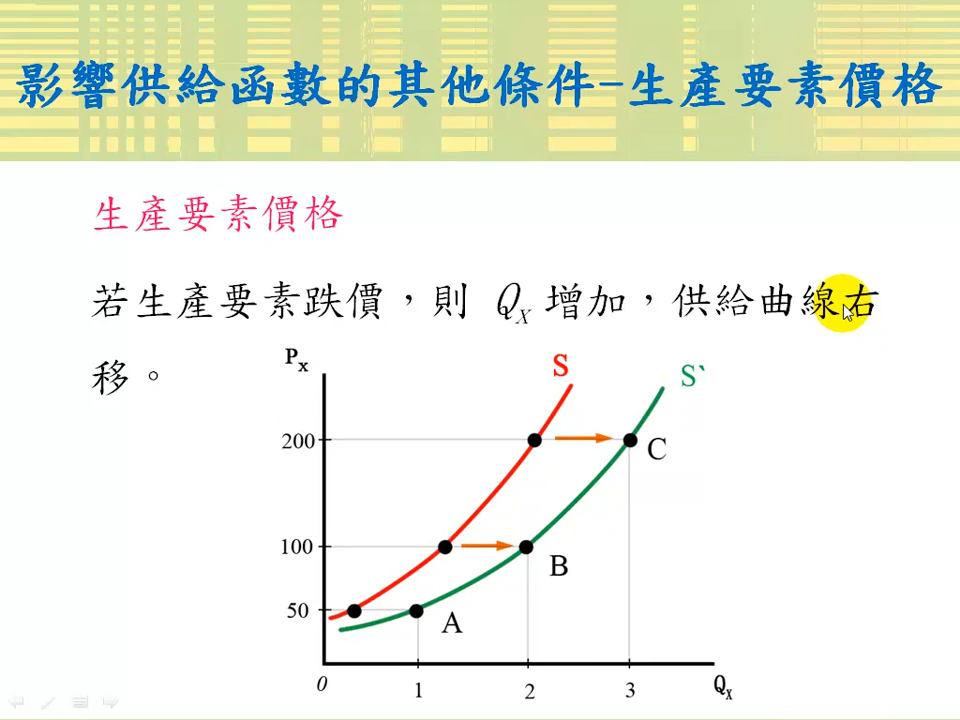 影響供給函數的其他條件-生產要素價格
生產要素價格
若生產要素跌價，則 Qx 增加，供給曲線右
移。
Px
S
S`
200
C
100
B
50
A
0
1
2
3
Qx